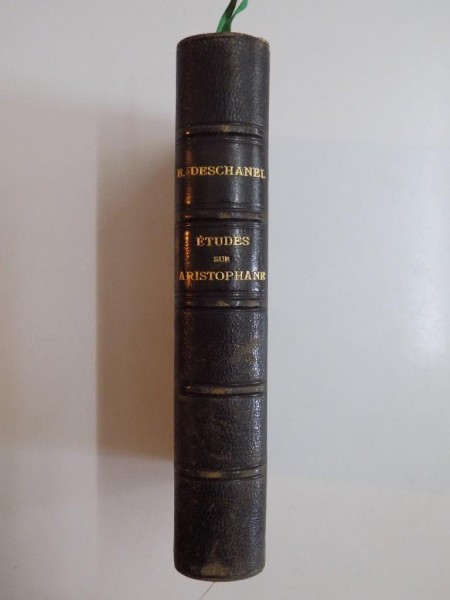 E. DESCHANEL
ÉTUDES
SUR
ARISTOPHANE